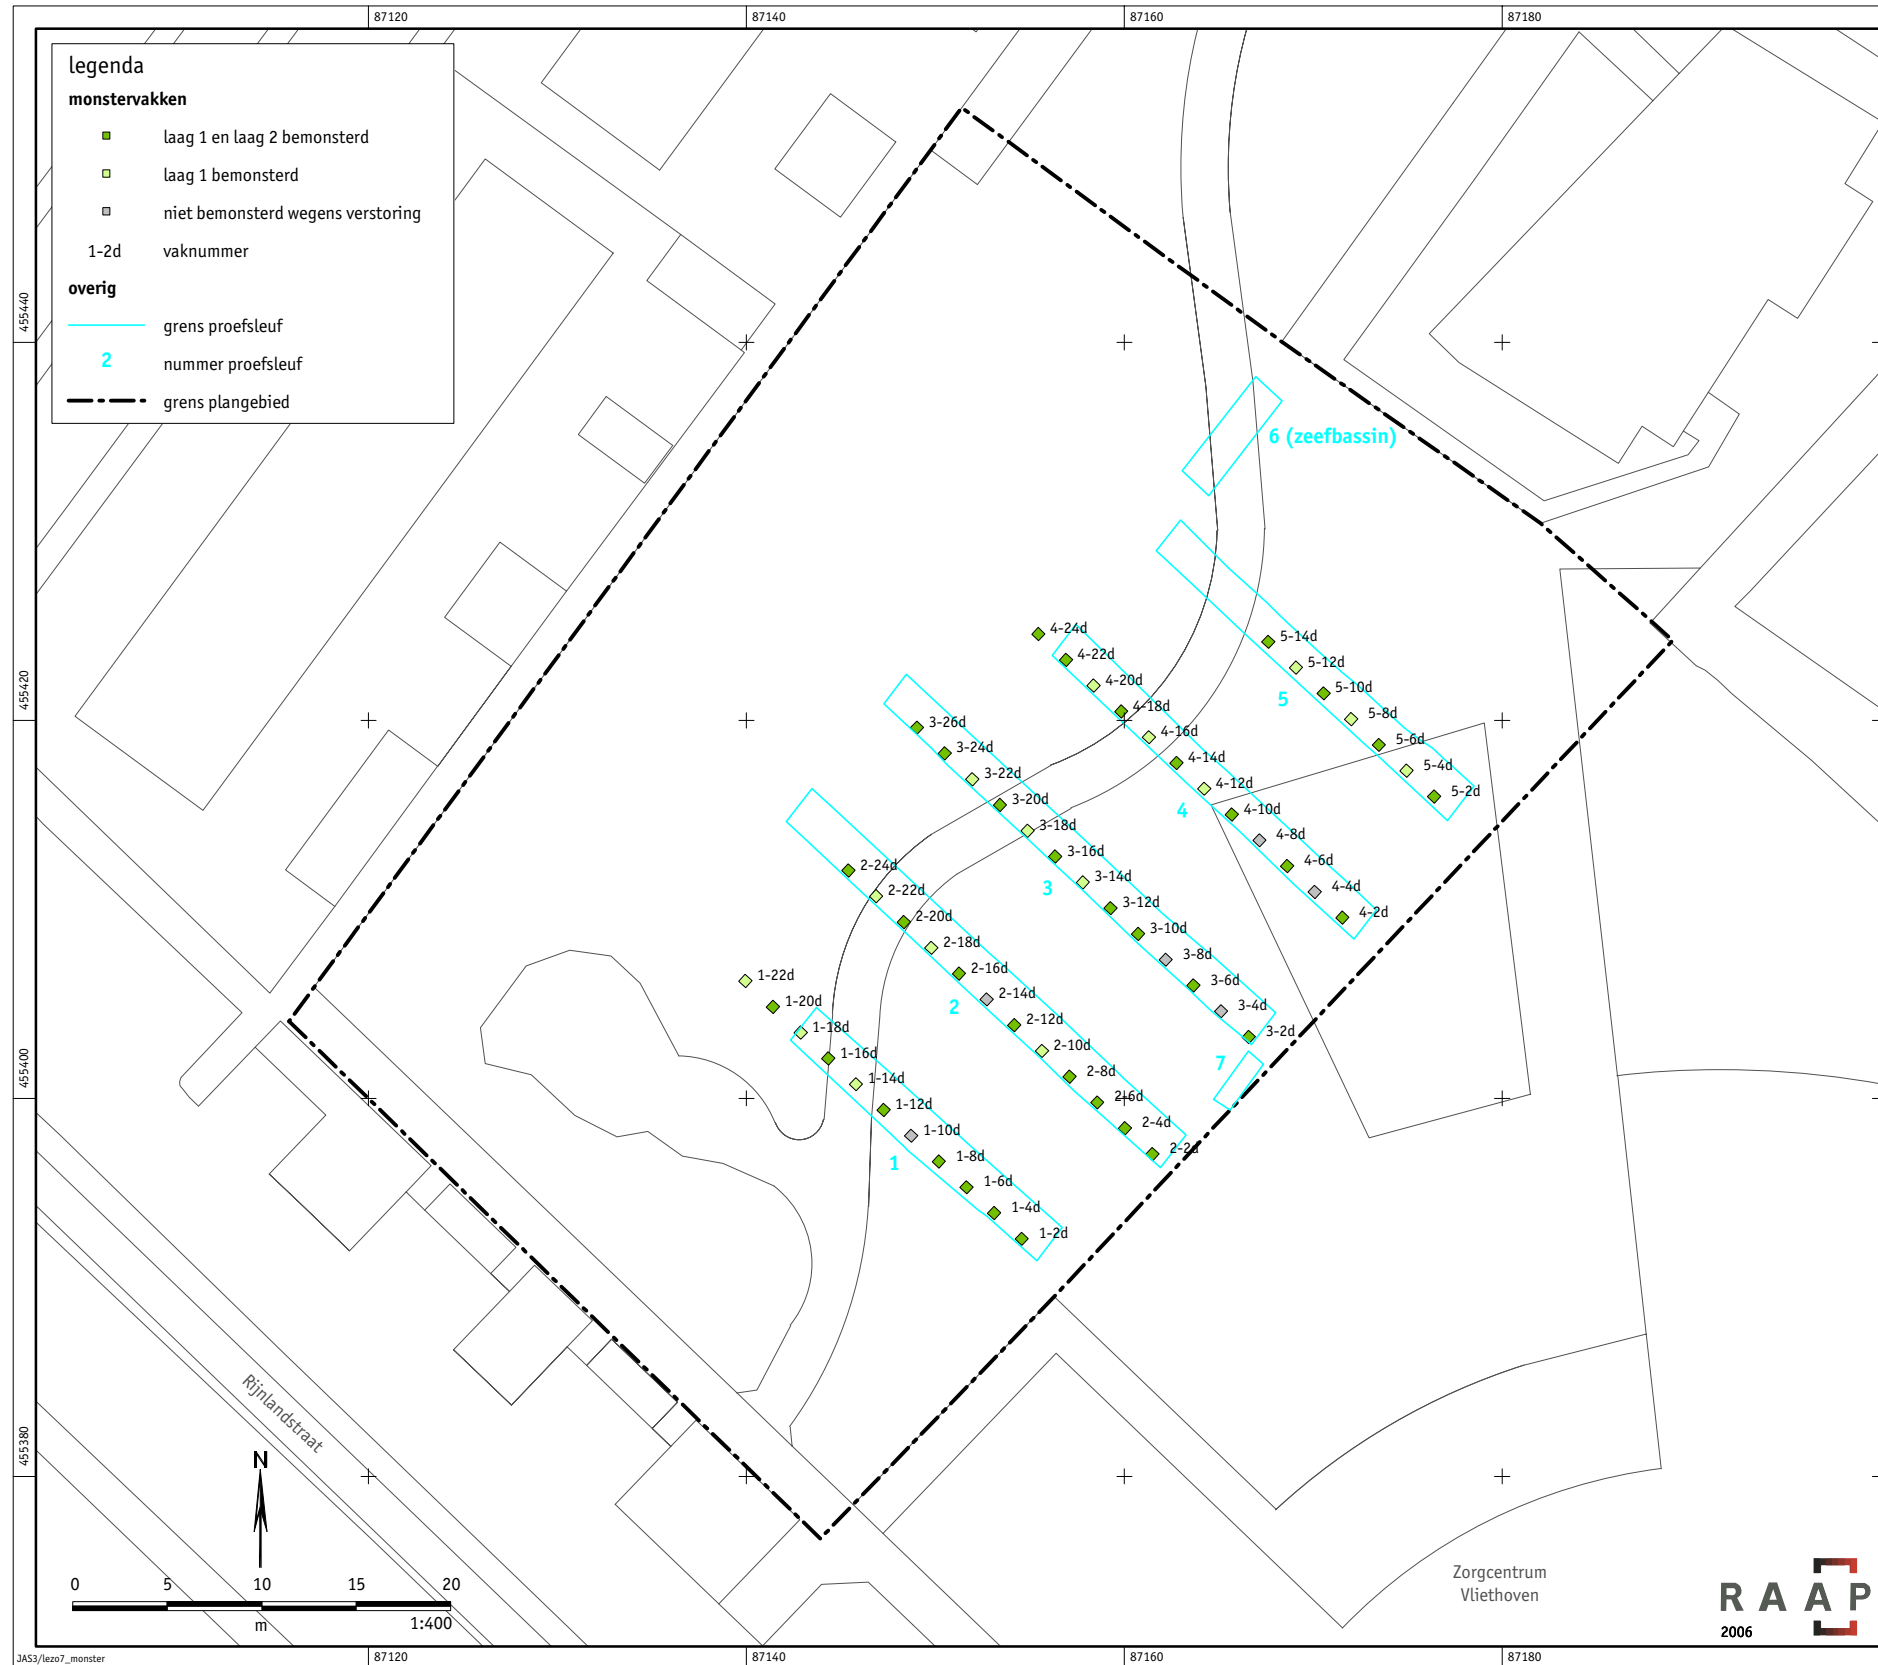 87120
87140
87160
87180
legenda
monstervakken
laag 1 en laag 2 bemonsterd
laag 1 bemonsterd
niet bemonsterd wegens verstoring
1-2d vaknummer
overig
grens proefsleuf
2 nummer proefsleuf
grens plangebied
455440
455420
455400
455380
6 (zeefbassin)
4-24d
4-22d
4-20d
4-18d
4-16d
4-14d
4-12d
4-10d
4-8d
4-6d
4-4d
4-2d
4
5-14d
5-12d
5-10d
5-8d
5-6d
5-4d
5-2d
5
3-26d
3-24d
3-22d
3-20d
3-18d
3-16d
3-14d
3-12d
3-10d
3-8d
3-6d
3-4d
3-2d
3
2-24d
2-22d
2-20d
2-18d
2-16d
2-14d
2-12d
2-10d
2-8d
2-6d
2-4d
2-2d
2
7
1-22d
1-20d
1-18d
1-16d
1-14d
1-12d
1-10d
1-8d
1-6d
1-4d
1-2d
1
Rijnlandstraat
N
0 5 10 15 20
m 1:400
Zorgcentrum
Vliethoven
RAAP
2006
JAS3/lezo7_monster
87120
87140
87160
87180